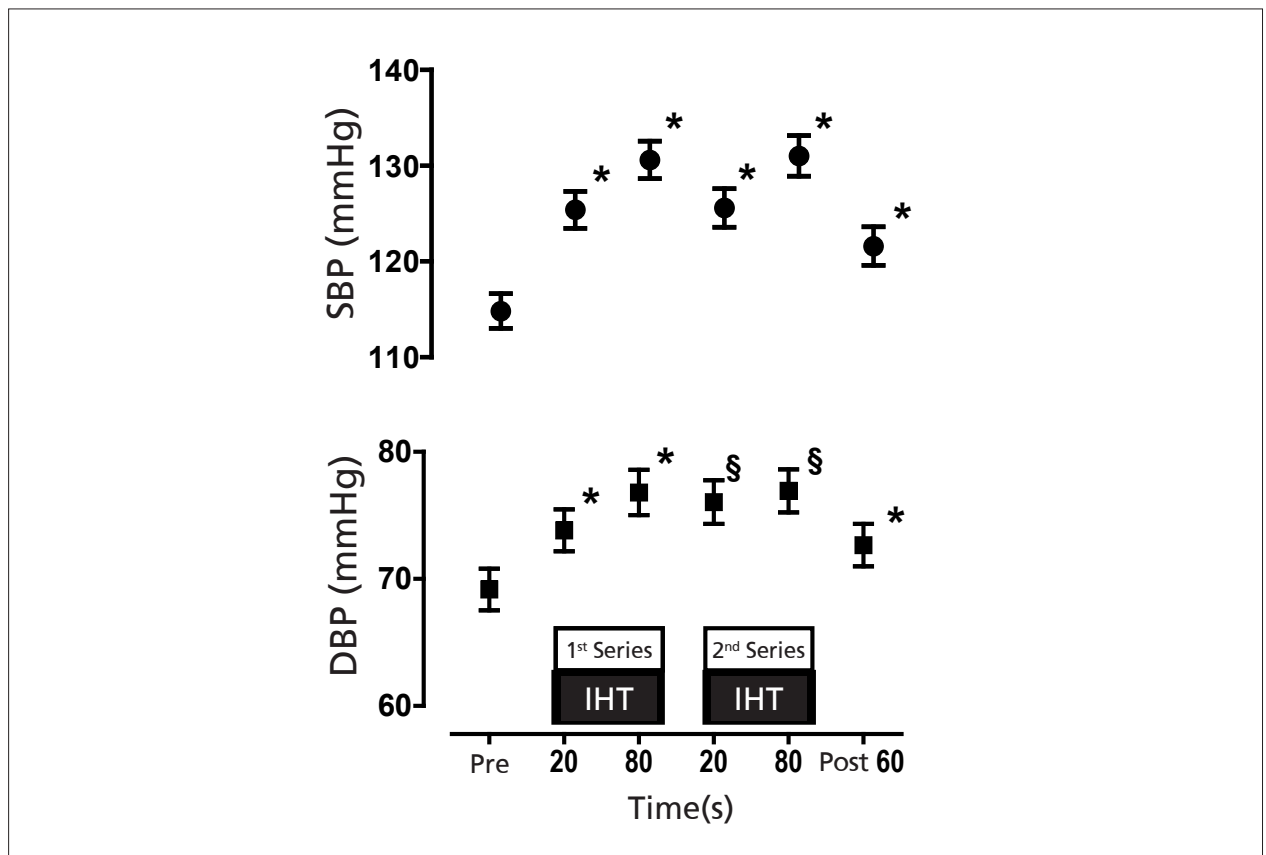 140
*
*
*
*
130
*
SBP (mmHg)
120
110
80
*
§
§
*
*
DBP (mmHg)
70
1st Series
2nd Series
IHT
IHT
60
Pre 20 80 20 80 Post 60
Time(s)